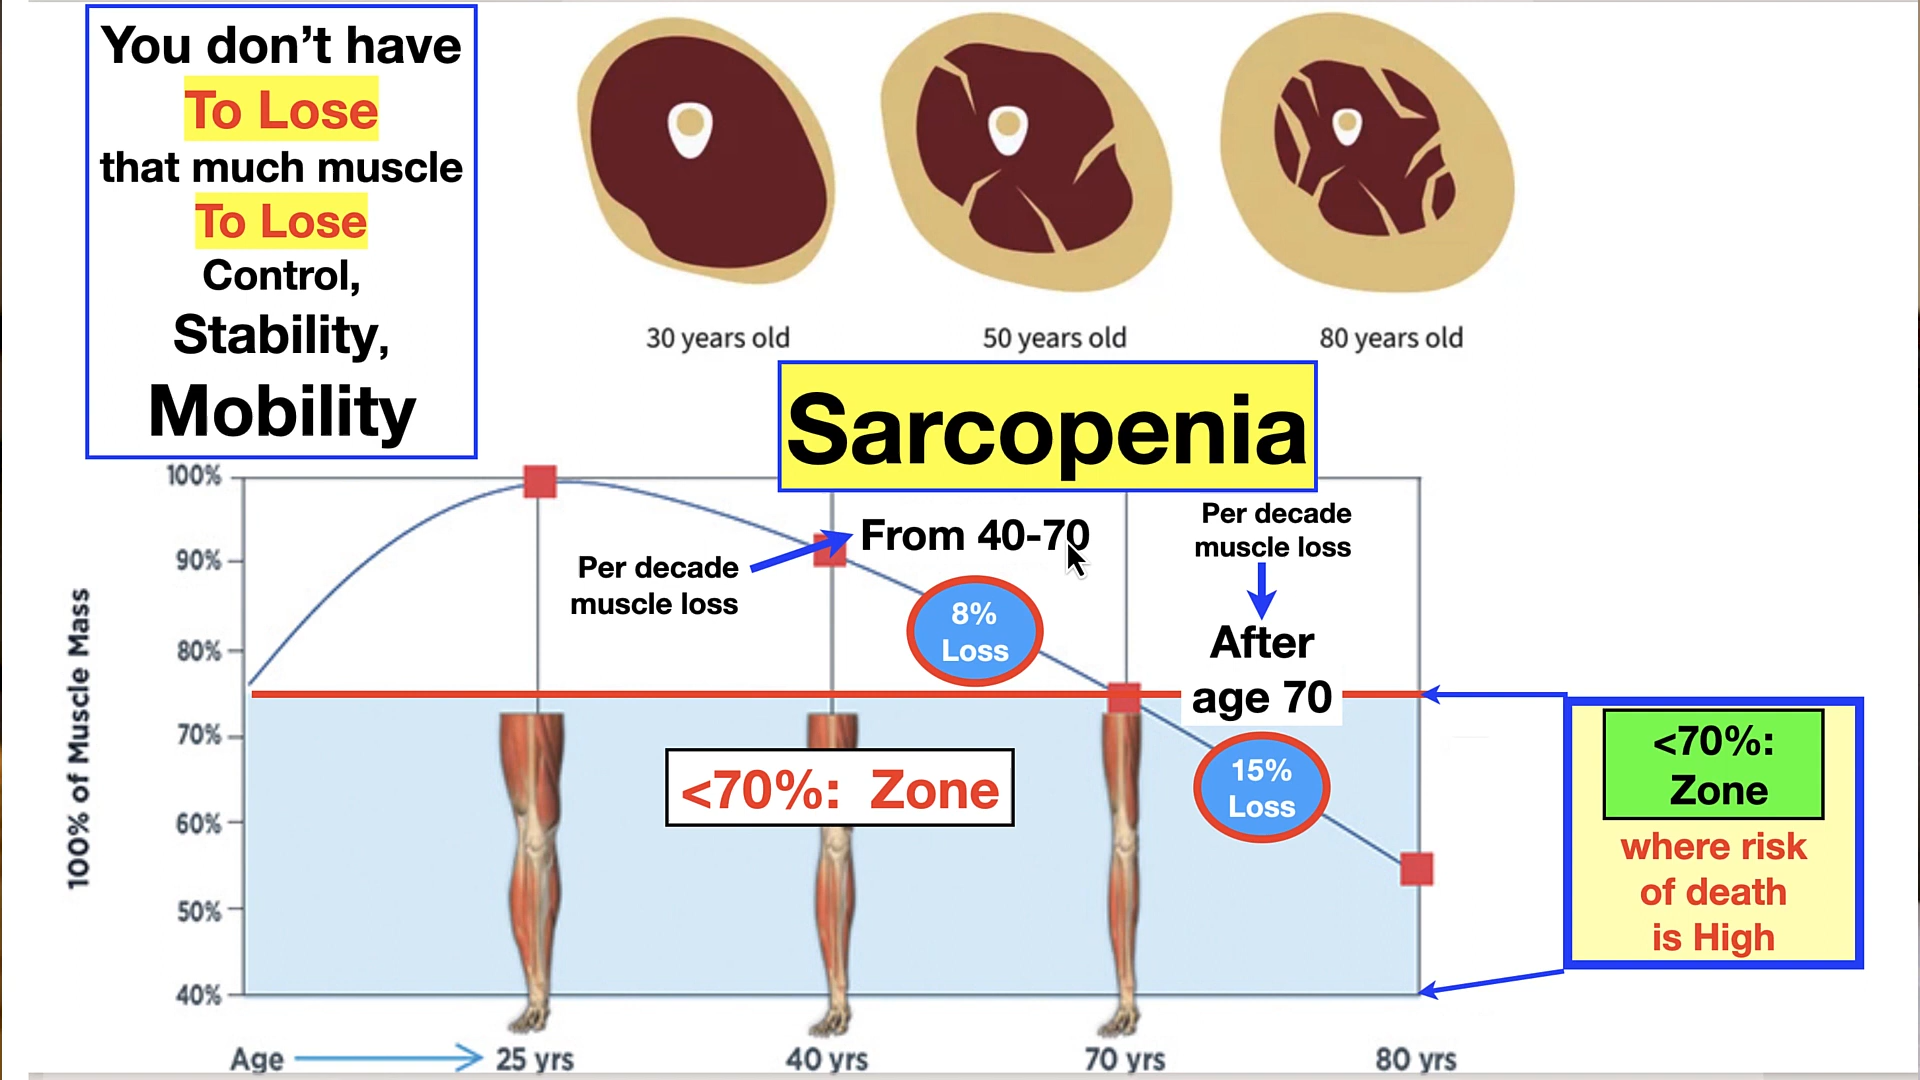 You don’t have
To Lose
that much muscle
To Lose
Control,
Stability,
Mobility
30 years old
50 years old
80 years old
Sarcopenia
100%
90%
80%
70%
60%
50%
40%
100% of Muscle Mass
Per decade
muscle loss
From 40-70
8%
Loss
Per decade
muscle loss
After
age 70
15%
Loss
<70%: Zone
<70%:
Zone
where risk
of death
is High
Age
25 yrs
40 yrs
70 yrs
80 yrs